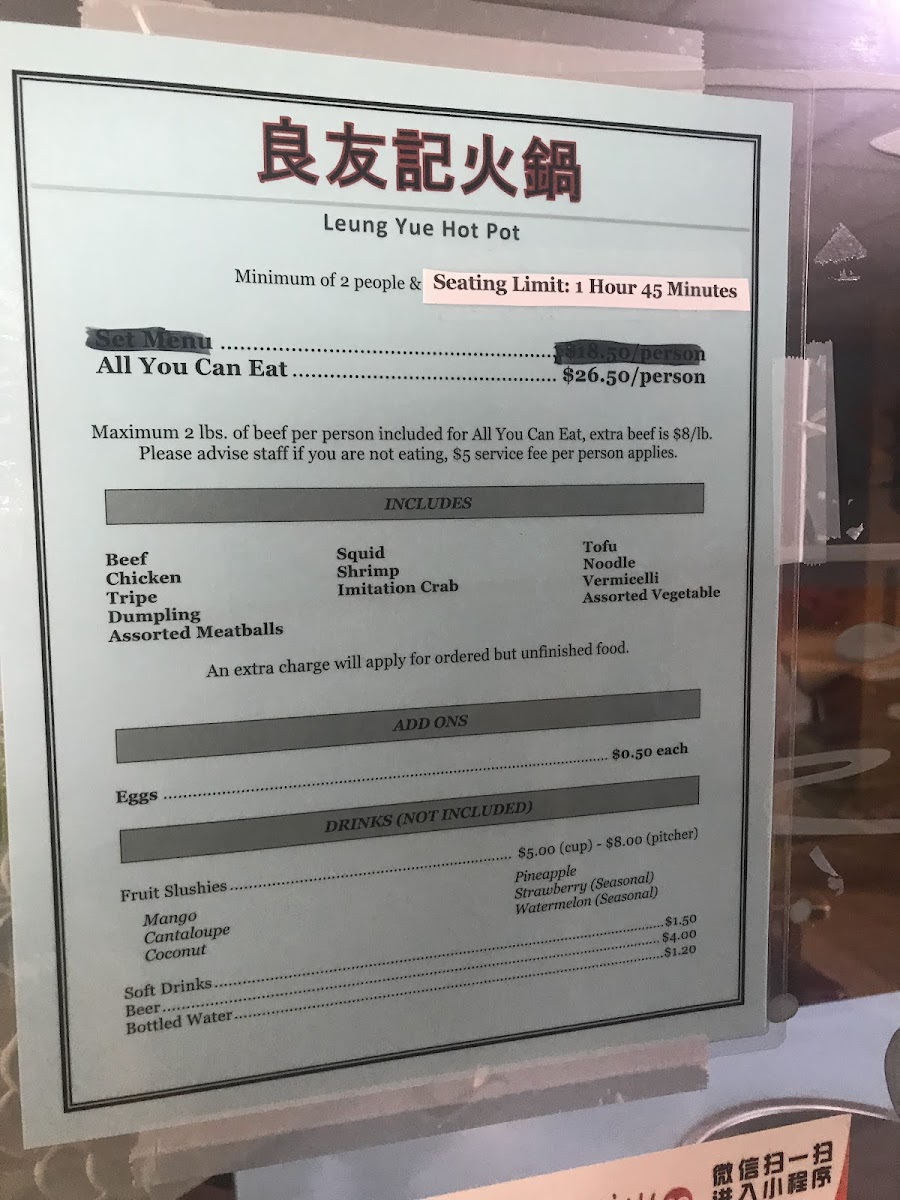 良友記火鍋
Leung Yue Hot Pot
Minimum of 2 people & Seating Limit: 1 Hour 45 Minutes
Set Menu ........................................................ $18.50/person
All You Can Eat ............................................ $26.50/person
Maximum 2 lbs. of beef per person included for All You Can Eat, extra beef is $8/lb.
Please advise staff if you are not eating, $5 service fee per person applies.
INCLUDES
Beef Squid Tofu
Chicken Shrimp Noodle
Tripe Imitation Crab Vermicelli
Dumpling Assorted Vegetable
Assorted Meatballs
An extra charge will apply for ordered but unfinished food.
ADD ONS
Eggs ........................................................ $0.50 each
DRINKS (NOT INCLUDED)
Fruit Slushies ........................................ $5.00 (cup) - $8.00 (pitcher)
Mango Pineapple
Cantaloupe Strawberry (Seasonal)
Coconut Watermelon (Seasonal)
Soft Drinks ........................................................ $1.50
Beer ........................................................ $4.00
Bottled Water ........................................................ $1.20
微信扫一扫
进入小程序